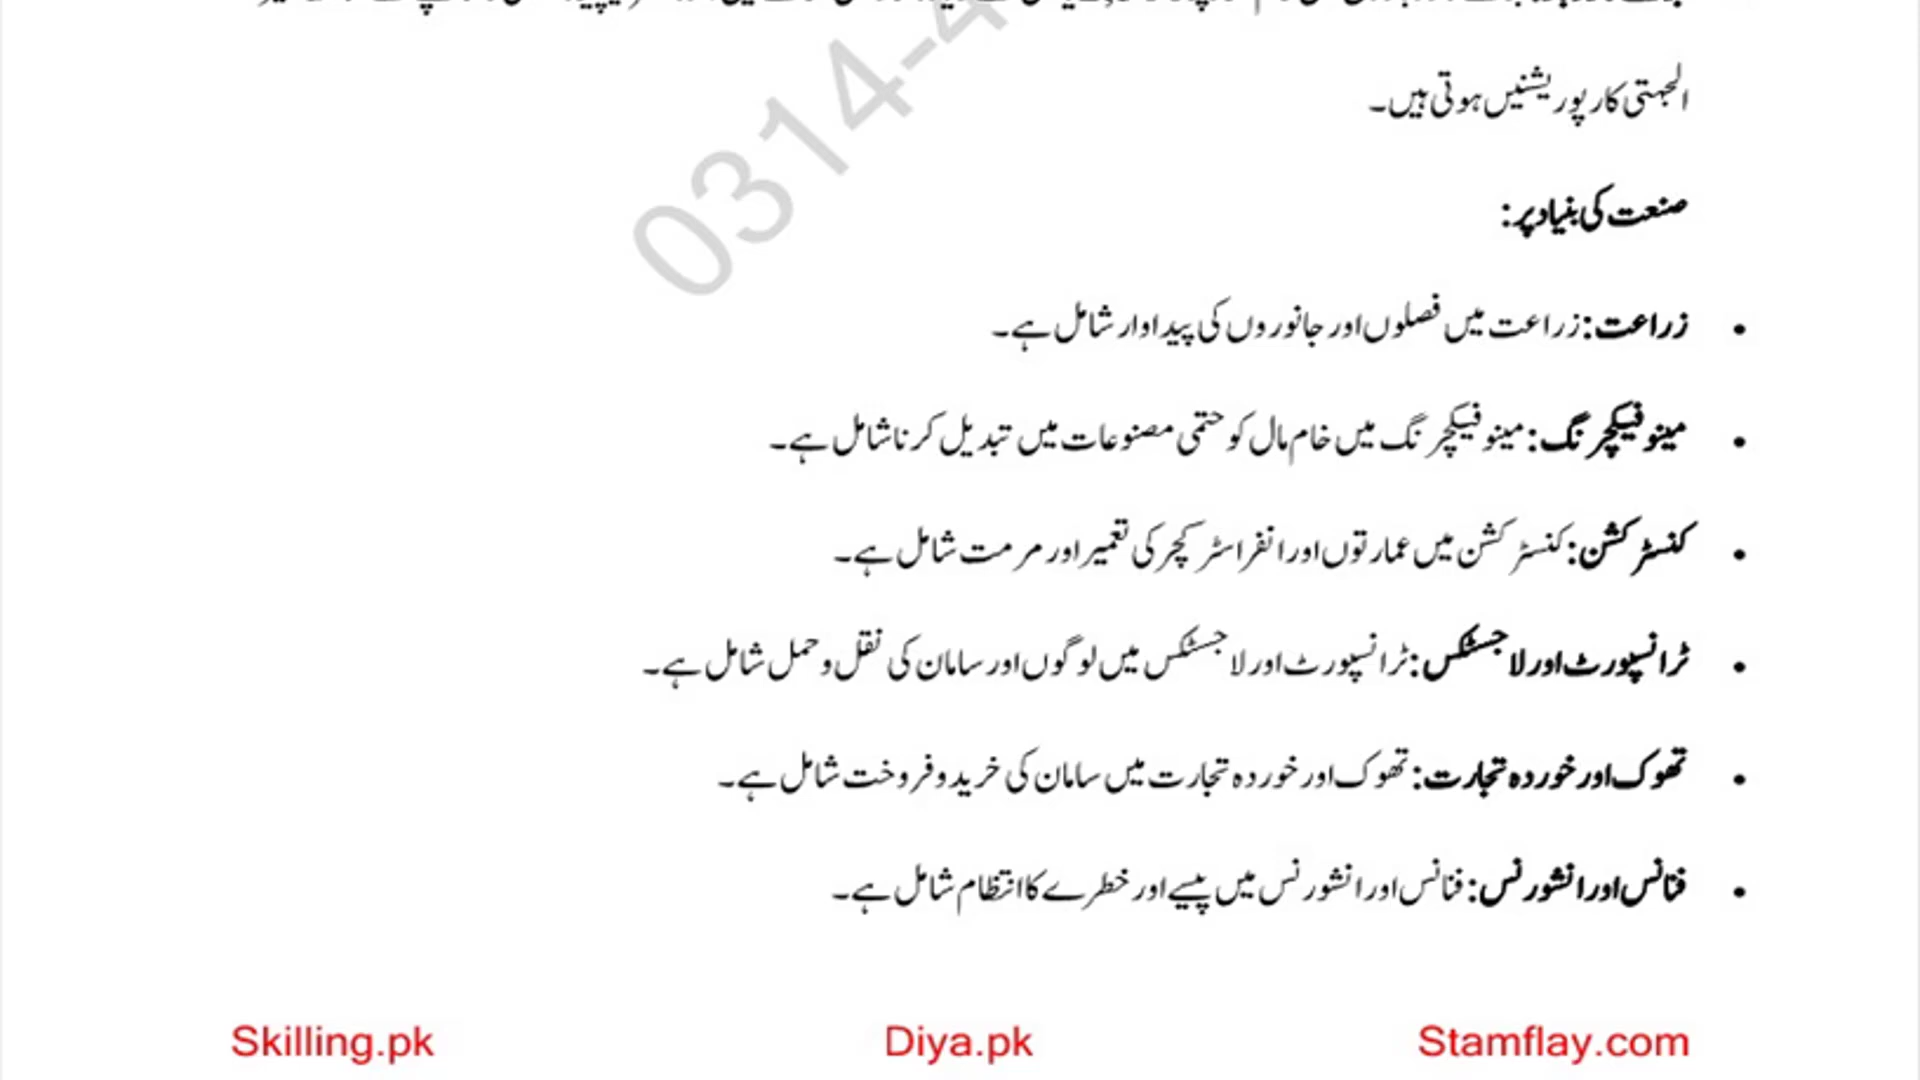 المجہتی کارپوریشنیں ہوتی ہیں۔
صنعت کی بنیاد پر:
• زراعت: زراعت میں فصلوں اور جانوروں کی پیداوار شامل ہے۔
• مینوفیکچرنگ: مینوفیکچرنگ میں خام مال کو حتمی مصنوعات میں تبدیل کرنا شامل ہے۔
• کنسٹرکشن: کنسٹرکشن میں عمارتوں اور انفراسٹرکچر کی تعمیر اور مرمت شامل ہے۔
• ٹرانسپورٹ اور لاجسٹکس: ٹرانسپورٹ اور لاجسٹکس میں لوگوں اور سامان کی نقل و حمل شامل ہے۔
• تھوک اور خوردہ تجارت: تھوک اور خوردہ تجارت میں سامان کی خرید و فروخت شامل ہے۔
• فنانس اور انشورنس: فنانس اور انشورنس میں پیسے اور خطرے کا انتظام شامل ہے۔
0314-4
Skilling.pk Diya.pk Stamflay.com